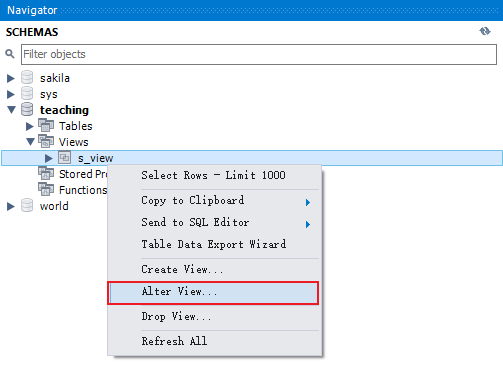 Navigator
SCHEMAS
Filter objects
sakila
sys
teaching
Tables
Views
s_view
Stored Pr
Functions
world
Select Rows - Limit 1000
Copy to Clipboard
Send to SQL Editor
Table Data Export Wizard
Create View...
Alter View...
Drop View...
Refresh All